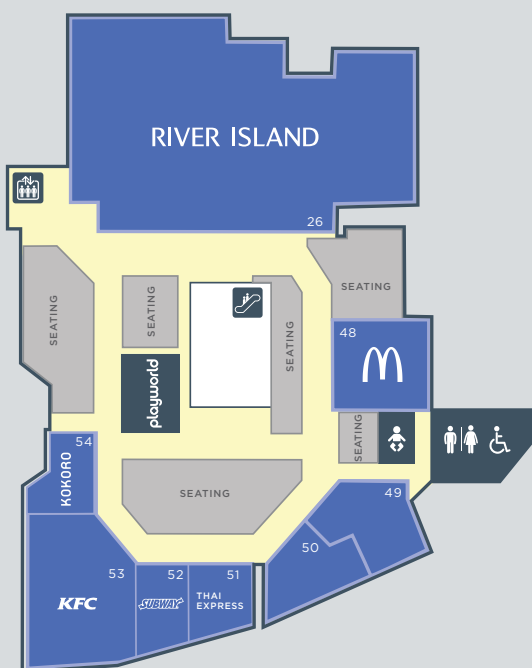 RIVER ISLAND
26
SEATING
SEATING
SEATING
SEATING
48
playworld
SEATING
54
KOKORO
SEATING
49
50
53
52
51
KFC
SUBWAY
THAI
EXPRESS